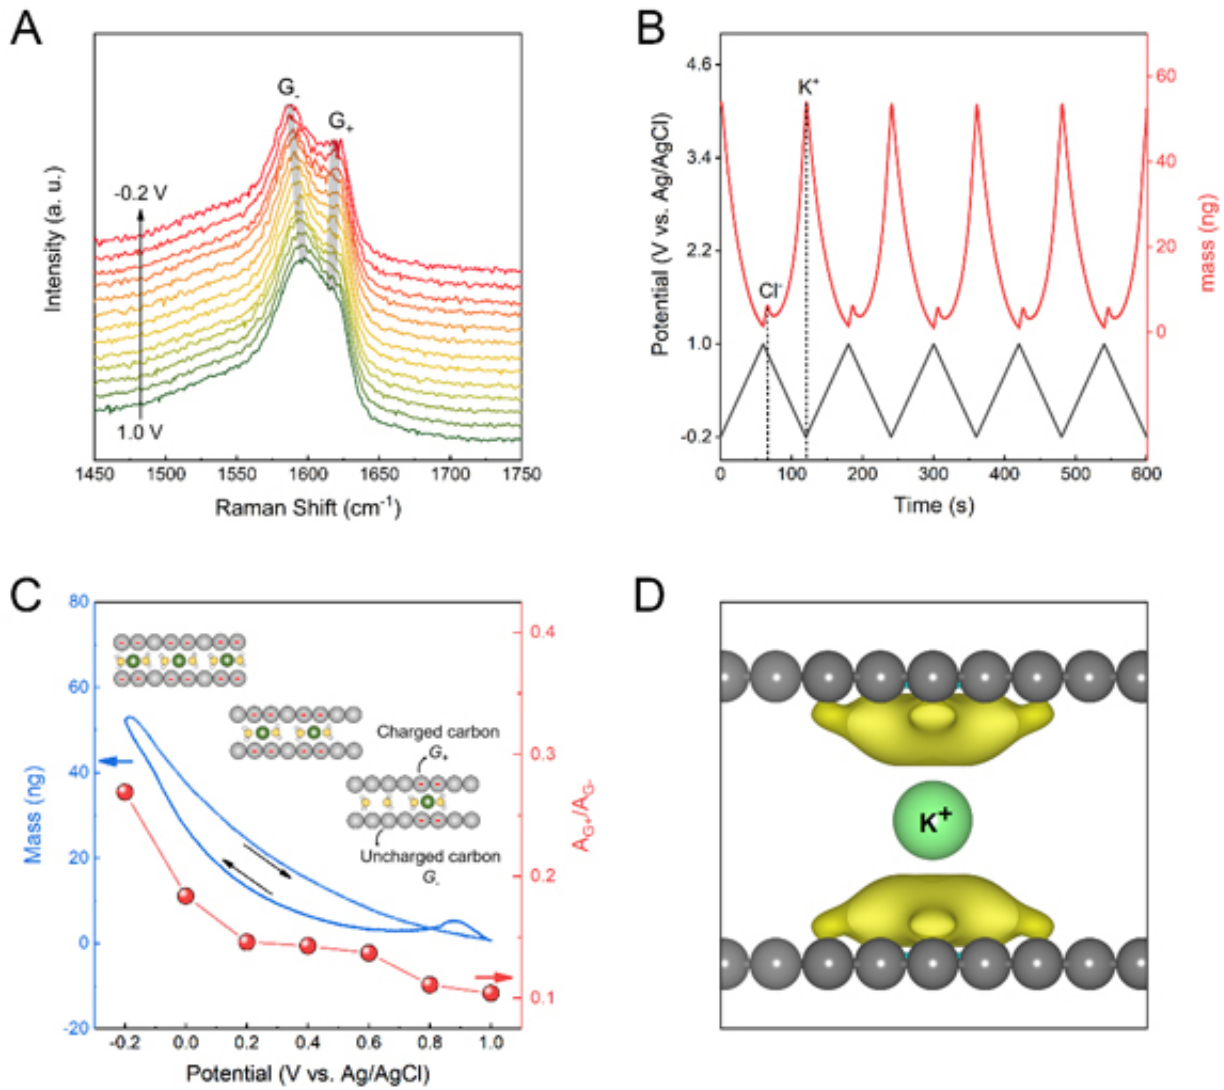 A
G-
G+
-0.2 V
1.0 V
Intensity (a. u.)
1450 1500 1550 1600 1650 1700 1750
Raman Shift (cm-1)
B
4.6
3.4
2.2
1.0
-0.2
Potential (V vs. Ag/AgCl)
K+
Cl-
60
40
20
0
mass (ng)
0 100 200 300 400 500 600
Time (s)
C
80
60
40
20
0
-20
Mass (ng)
Charged carbon
G+
Uncharged carbon
G-
0.4
0.3
0.2
0.1
AG+/AG-
-0.2 0.0 0.2 0.4 0.6 0.8 1.0
Potential (V vs. Ag/AgCl)
D
K+